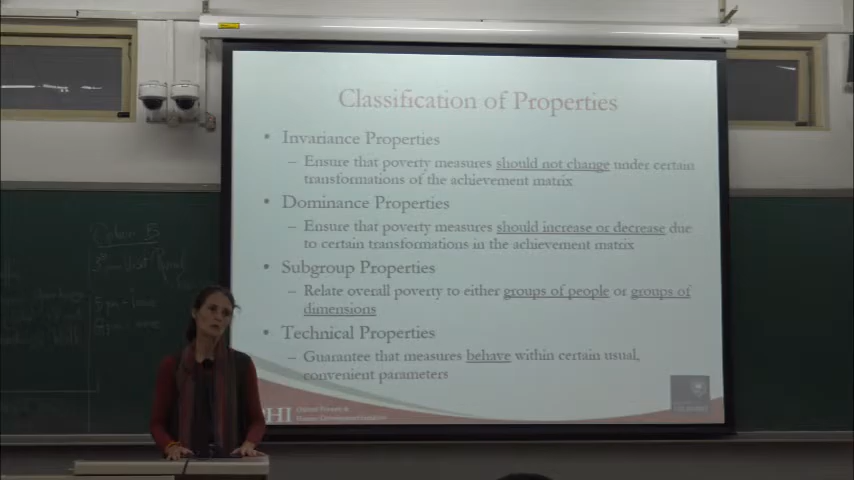 Classification of Properties
• Invariance Properties
– Ensure that poverty measures should not change under certain
transformations of the achievement matrix
• Dominance Properties
– Ensure that poverty measures should increase or decrease due
to certain transformations in the achievement matrix
• Subgroup Properties
– Relate overall poverty to either groups of people or groups of
dimensions
• Technical Properties
– Guarantee that measures behave within certain usual,
convenient parameters
PHI
Option B